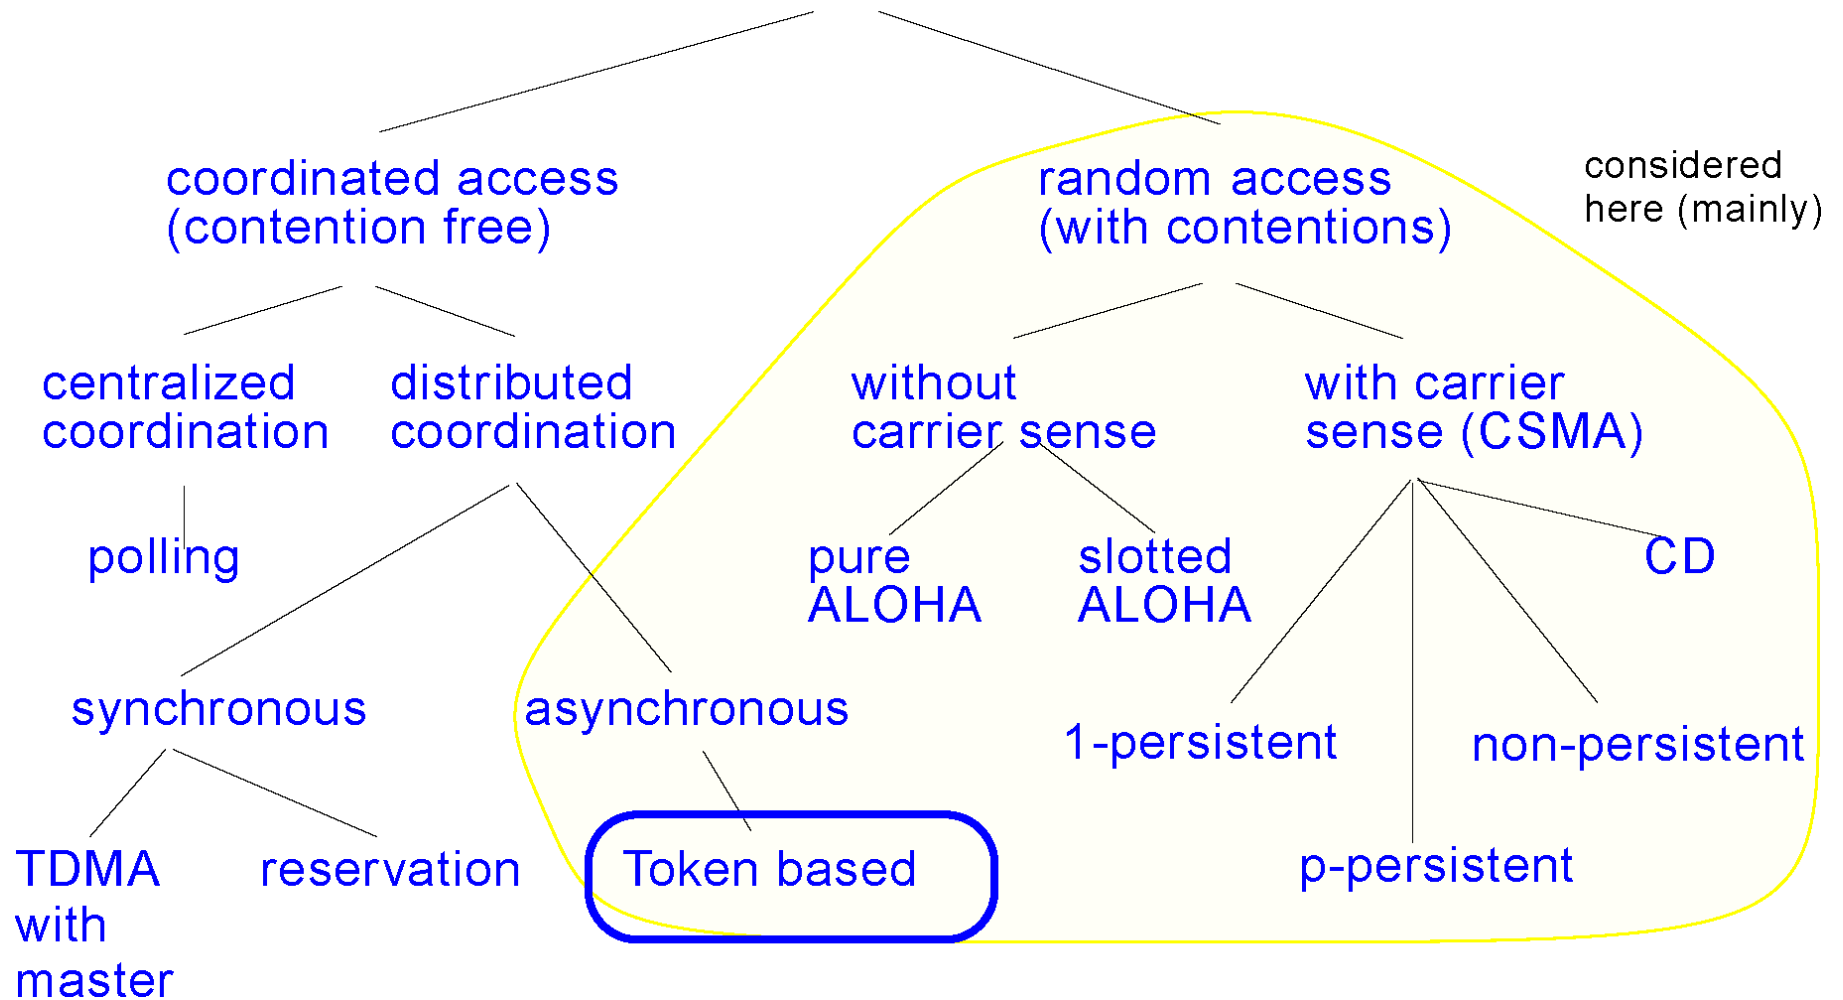 coordinated access
(contention free)
random access
(with contentions)
considered
here (mainly)
centralized
coordination
distributed
coordination
without
carrier sense
with carrier
sense (CSMA)
polling
pure
ALOHA
slotted
ALOHA
CD
synchronous
asynchronous
1-persistent
non-persistent
TDMA
with
master
reservation
Token based
p-persistent